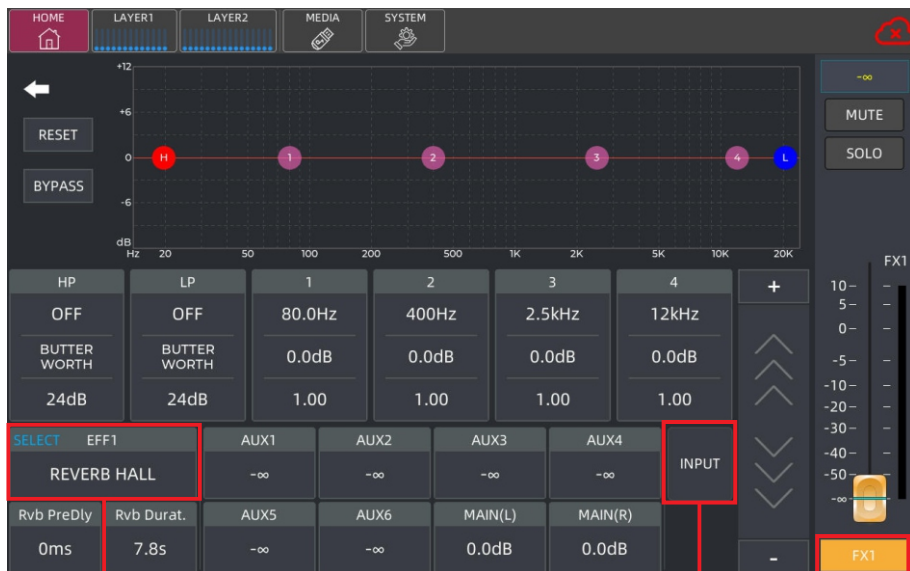 HOME LAYER1 LAYER2 MEDIA SYSTEM
-∞
MUTE
SOLO
RESET
BYPASS
+12
+6
0
-6
dB
H 1 2 3 4 L
Hz 20 50 100 200 500 1K 2K 5K 10K 20K
FX1
HP LP 1 2 3 4 +
OFF OFF 80.0Hz 400Hz 2.5kHz 12kHz
BUTTER WORTH BUTTER WORTH 0.0dB 0.0dB 0.0dB 0.0dB
24dB 24dB 1.00 1.00 1.00 1.00
SELECT EFF1 AUX1 AUX2 AUX3 AUX4
REVERB HALL -∞ -∞ -∞ -∞ INPUT
Rvb PreDly Rvb Durat. AUX5 AUX6 MAIN(L) MAIN(R)
0ms 7.8s -∞ -∞ 0.0dB 0.0dB -
10
5
0
-5
-10
-20
-30
-40
-50
-∞
FX1